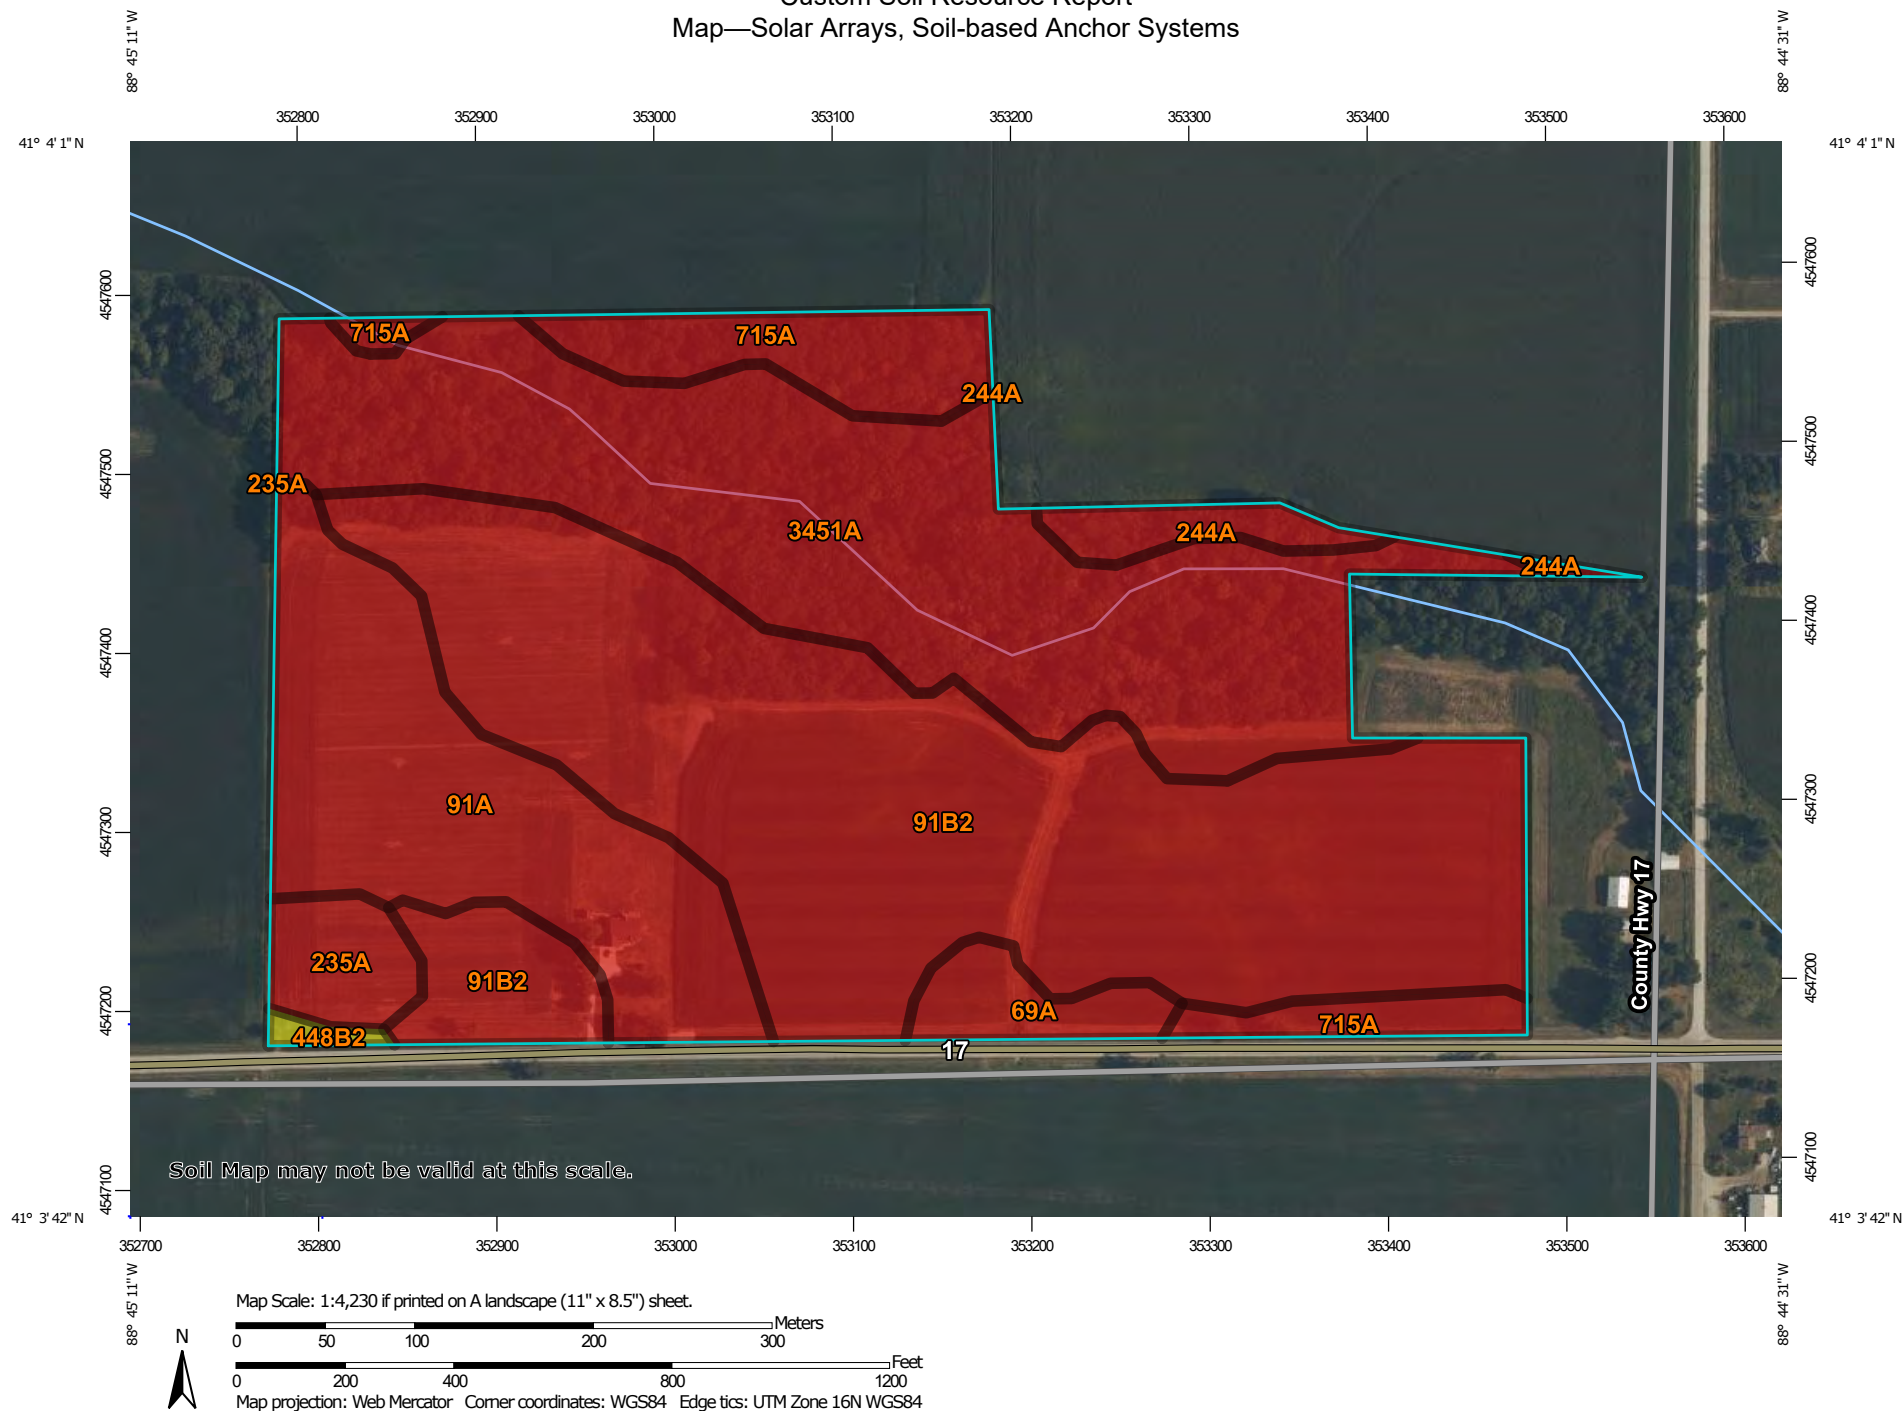 Custom Soil Resource Report
Map—Solar Arrays, Soil-based Anchor Systems
88° 45' 11'' W
88° 44' 31'' W
352800 352900 353000 353100 353200 353300 353400 353500 353600
41° 4' 1'' N
41° 4' 1'' N
4547600
4547600
715A
715A
244A
4547500
4547500
235A
3451A
244A
244A
4547400
4547400
4547300
4547300
91A
91B2
County Hwy 17
235A
91B2
4547200
4547200
69A
715A
448B2
17
4547100
4547100
Soil Map may not be valid at this scale.
41° 3' 42'' N
41° 3' 42'' N
352700 352800 352900 353000 353100 353200 353300 353400 353500 353600
88° 45' 11'' W
88° 44' 31'' W
Map Scale: 1:4,230 if printed on A landscape (11" x 8.5") sheet.
Meters
0 50 100 200 300
N
Feet
0 200 400 800 1200
Map projection: Web Mercator Corner coordinates: WGS84 Edge tics: UTM Zone 16N WGS84